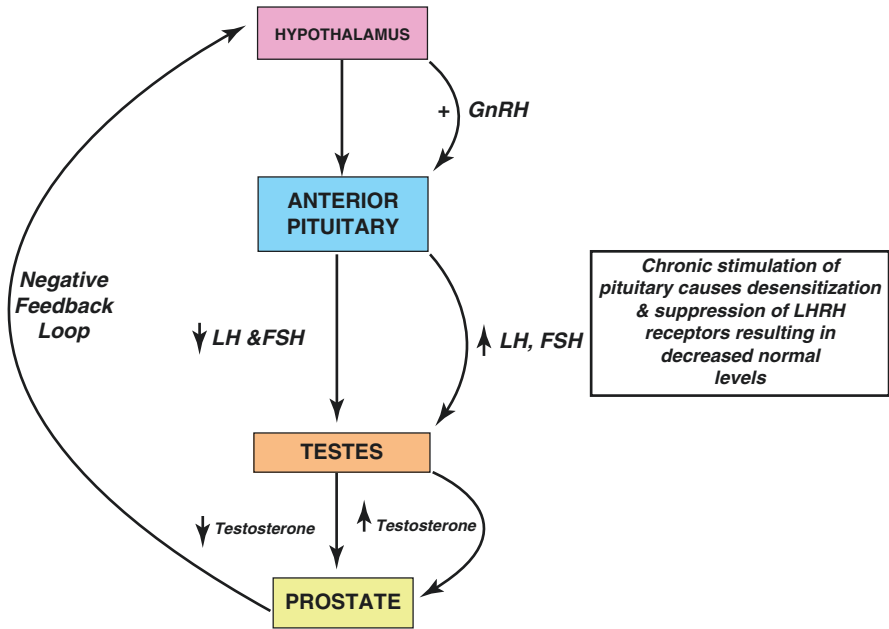 HYPOTHALAMUS
+ GnRH
ANTERIOR
PITUITARY
Negative
Feedback
Loop
LH &FSH
LH, FSH
Chronic stimulation of
pituitary causes desensitization
& suppression of LHRH
receptors resulting in
decreased normal
levels
TESTES
Testosterone
Testosterone
PROSTATE